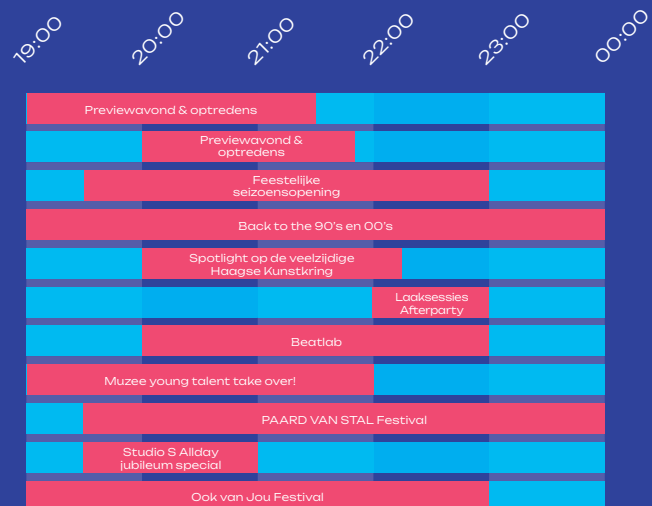 19:00
20:00
21:00
22:00
23:00
00:00
Previewavond & optredens
Previewavond &
optredens
Feestelijke
seizoensopening
Back to the 90's en 00's
Spotlight op de veelzijdige
Haagse Kunstkring
Laaksessies
Afterparty
Beatlab
Muzee young talent take over!
PAARD VAN STAL Festival
Studio S Allday
jubileum special
Ook van Jou Festival